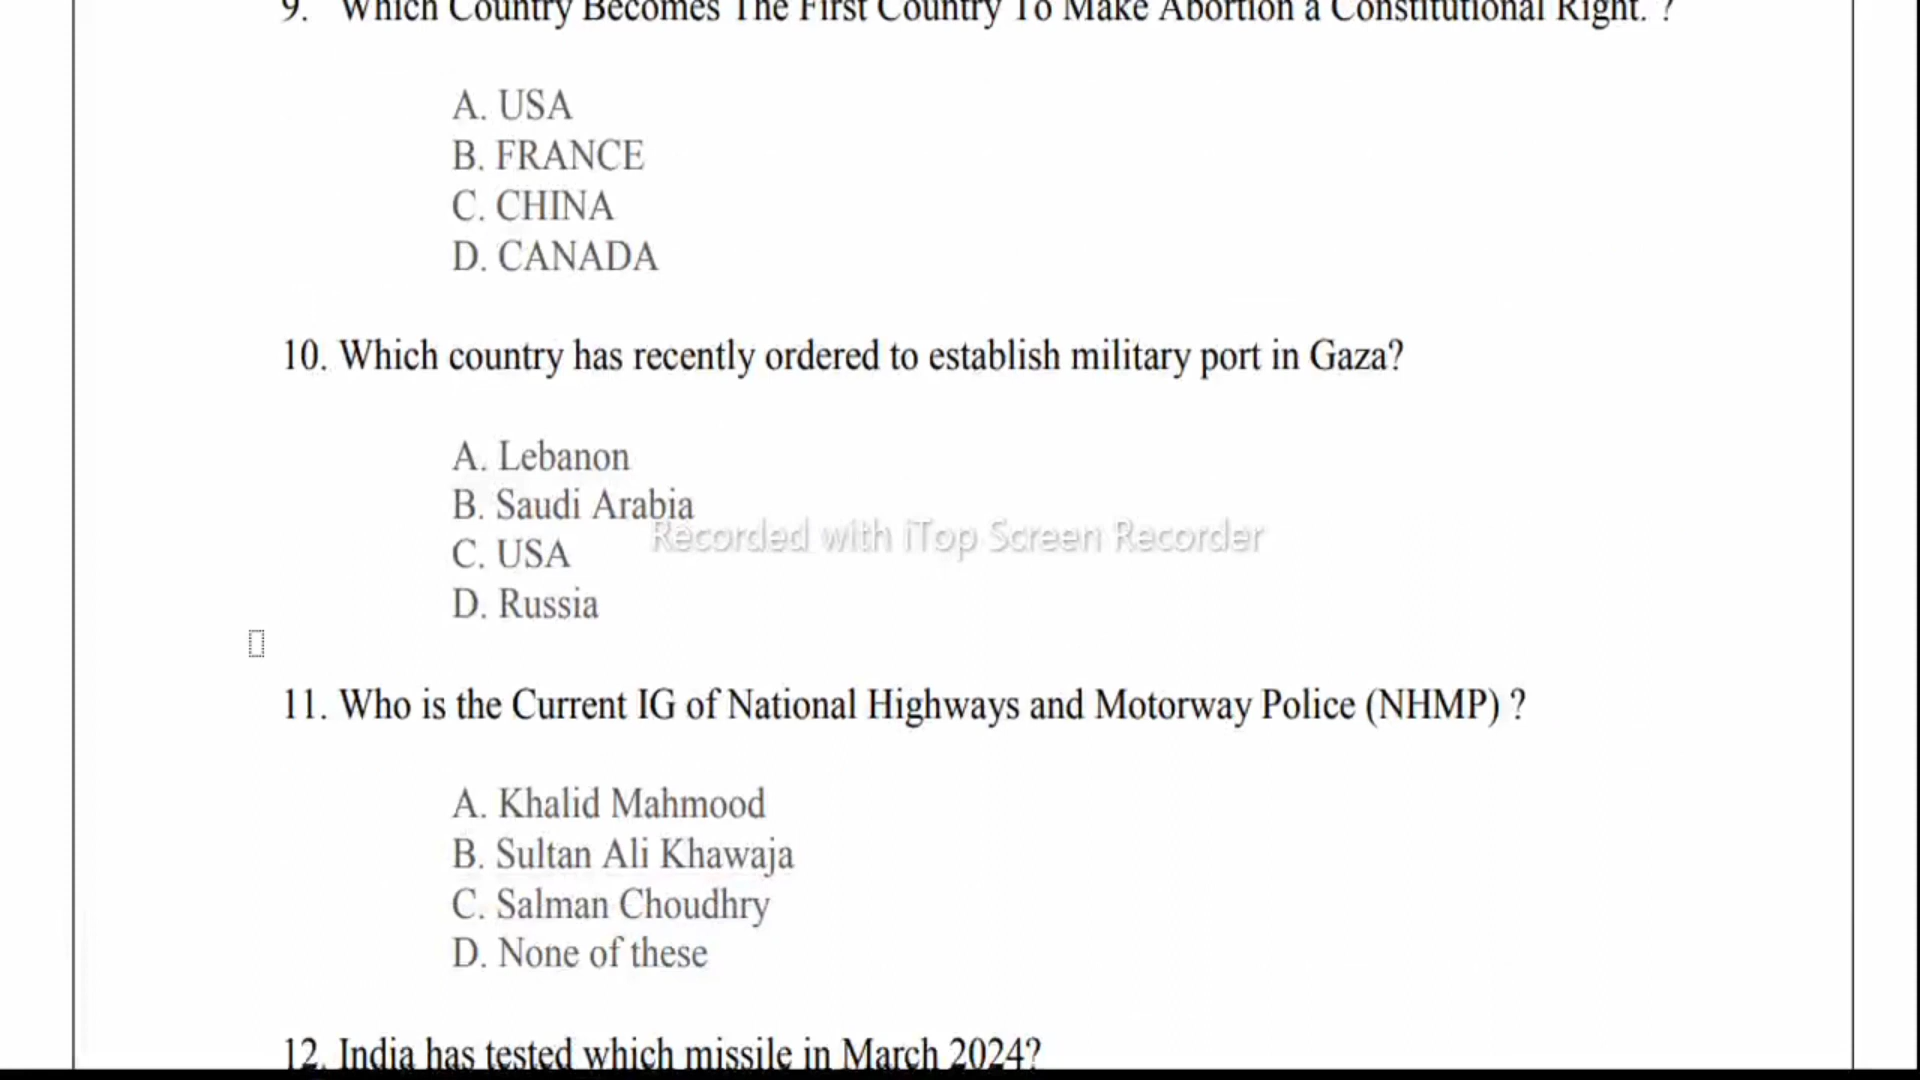 9. Which Country Becomes The First Country To Make Abortion a Constitutional Right. ?
A. USA
B. FRANCE
C. CHINA
D. CANADA
10. Which country has recently ordered to establish military port in Gaza?
A. Lebanon
B. Saudi Arabia
Recorded with iTop Screen Recorder
C. USA
D. Russia
11. Who is the Current IG of National Highways and Motorway Police (NHMP) ?
A. Khalid Mahmood
B. Sultan Ali Khawaja
C. Salman Choudhry
D. None of these
12. India has tested which missile in March 2024?